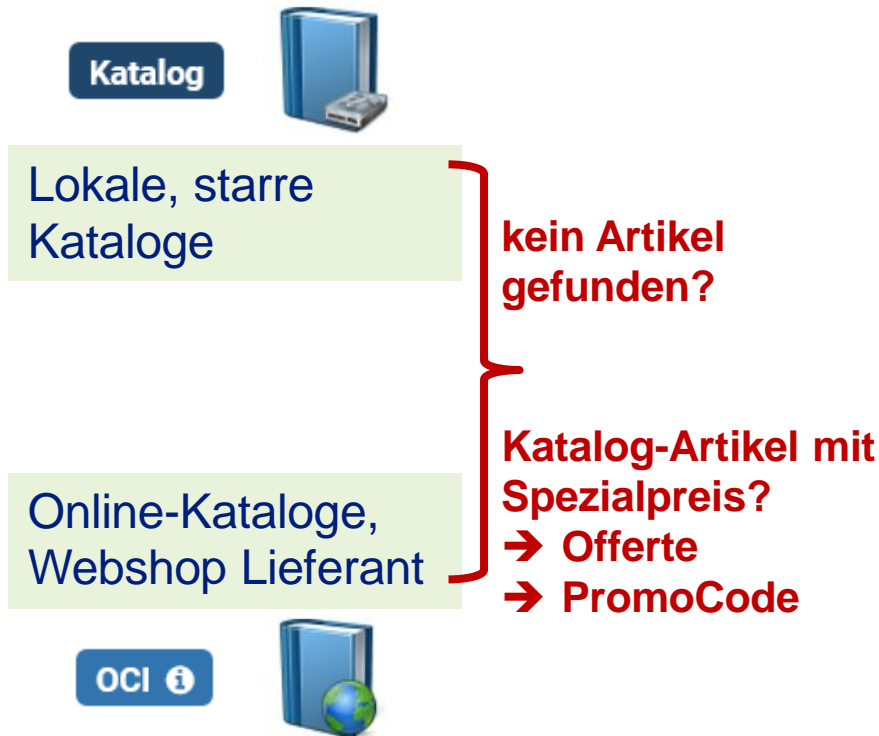 Katalog
Lokale, starre
Kataloge
kein Artikel
gefunden?
Katalog-Artikel mit
Spezialpreis?
➔ Offerte
➔ PromoCode
Online-Kataloge,
Webshop Lieferant
OCI